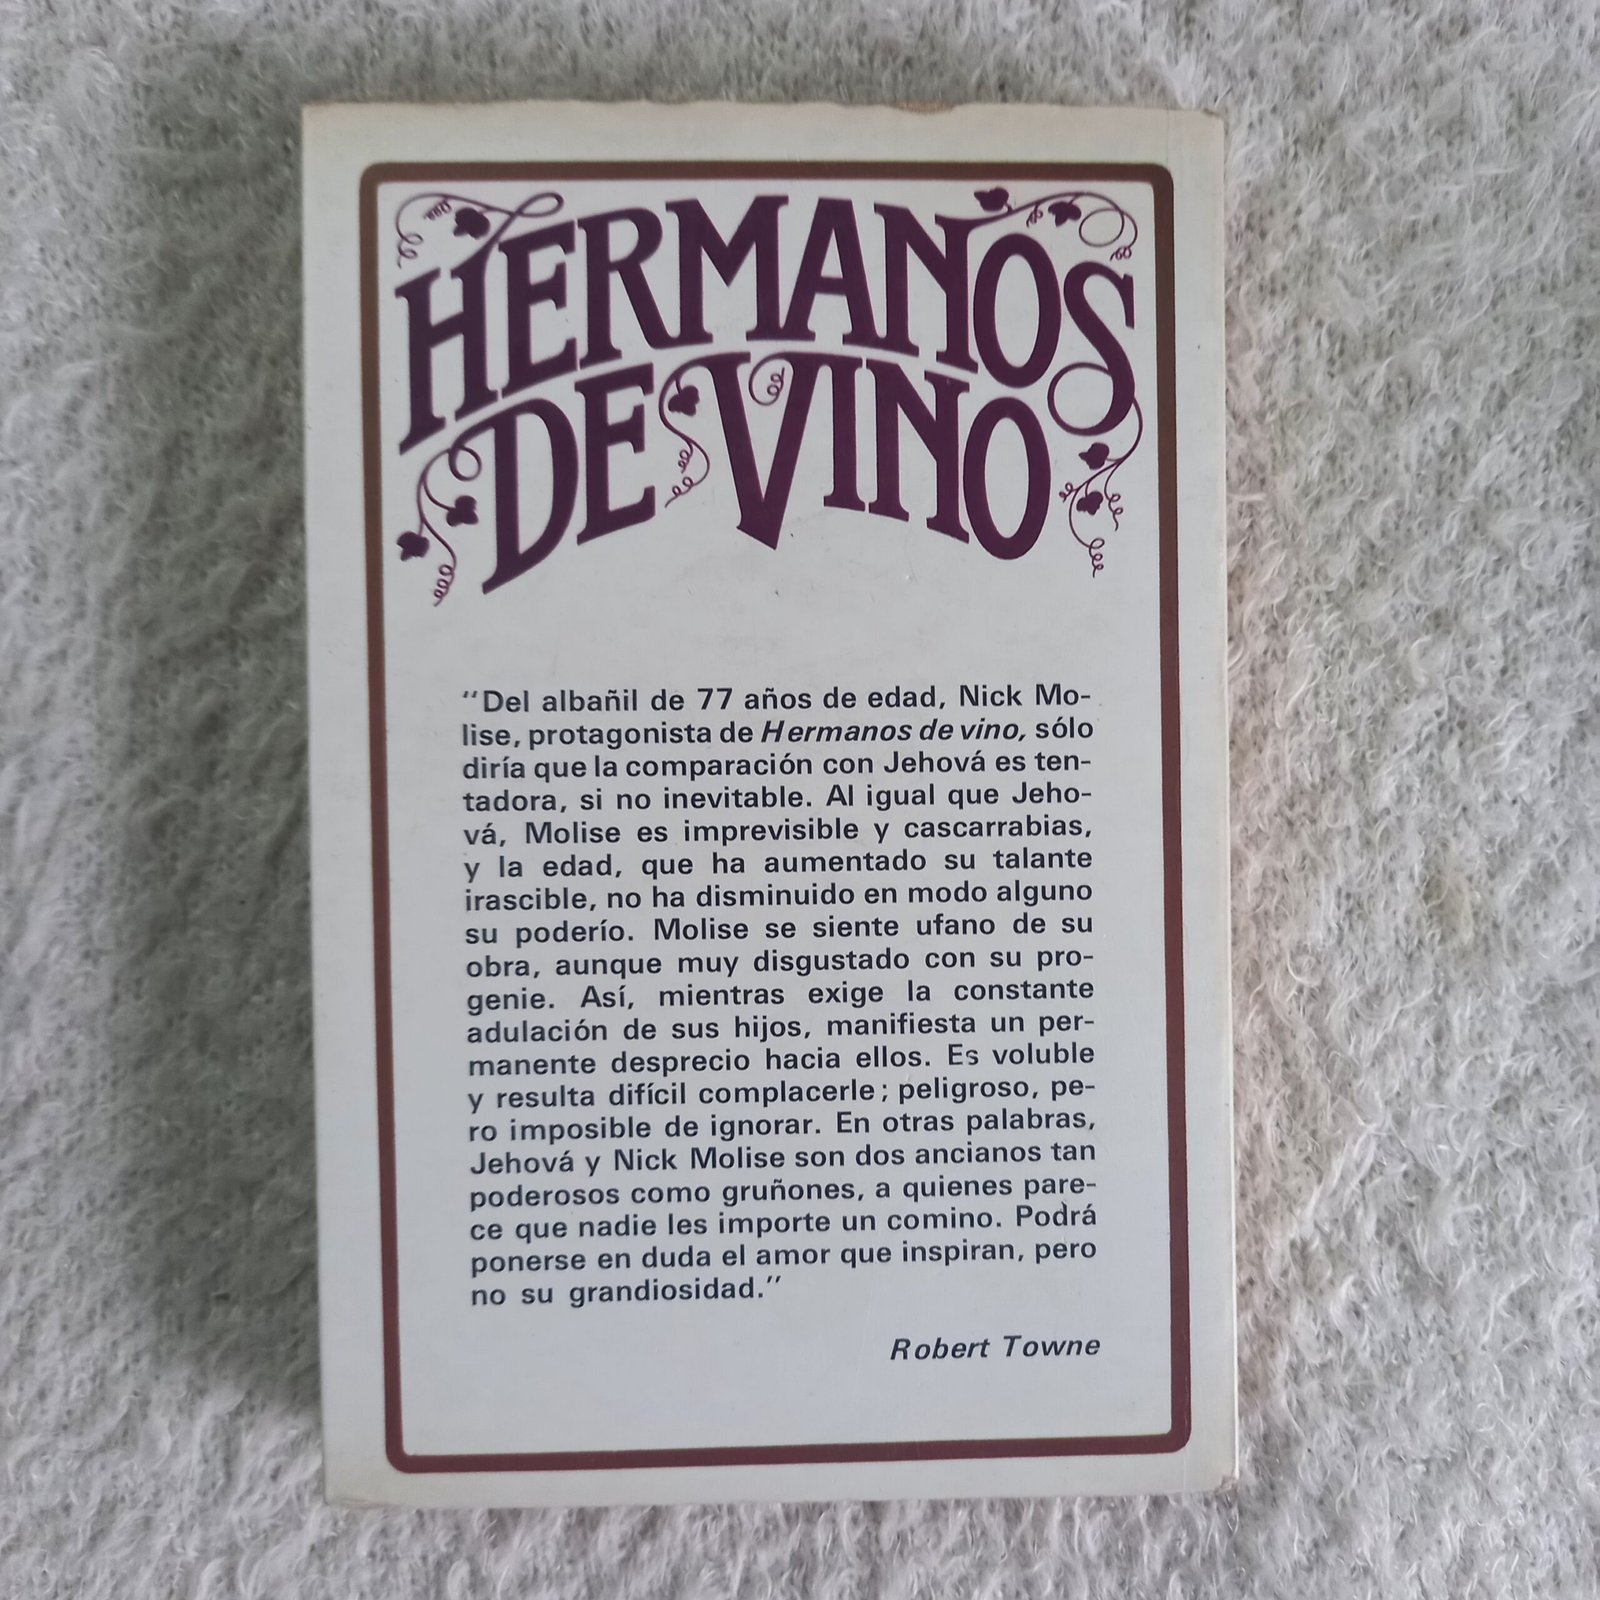 HERMANOS
DE VINO
"Del albañil de 77 años de edad, Nick Mo-
lise, protagonista de Hermanos de vino, sólo
diría que la comparación con Jehová es ten-
tadora, si no inevitable. Al igual que Jeho-
vá, Molise es imprevisible y cascarrabias,
y la edad, que ha aumentado su talante
irascible, no ha disminuido en modo alguno
su poderío. Molise se siente ufano de su
obra, aunque muy disgustado con su pro-
genie. Así, mientras exige la constante
adulación de sus hijos, manifiesta un per-
manente desprecio hacia ellos. Es voluble
y resulta difícil complacerle; peligroso, pe-
ro imposible de ignorar. En otras palabras,
Jehová y Nick Molise son dos ancianos tan
poderosos como gruñones, a quienes pare-
ce que nadie les importe un comino. Podrá
ponerse en duda el amor que inspiran, pero
no su grandiosidad."
Robert Towne